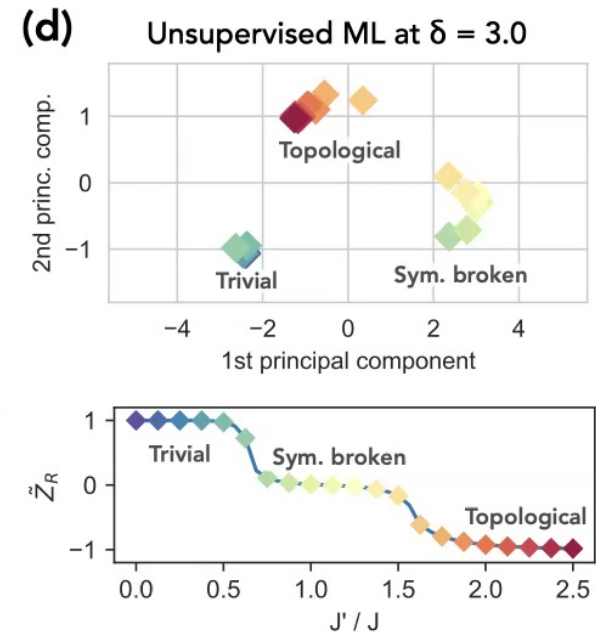 (d) Unsupervised ML at δ = 3.0
2nd princ. comp.
1
0
−1
Topological
Trivial
Sym. broken
−4 −2 0 2 4
1st principal component
Z̃_R
1
0
−1
Trivial
Sym. broken
Topological
0.0 0.5 1.0 1.5 2.0 2.5
J' / J